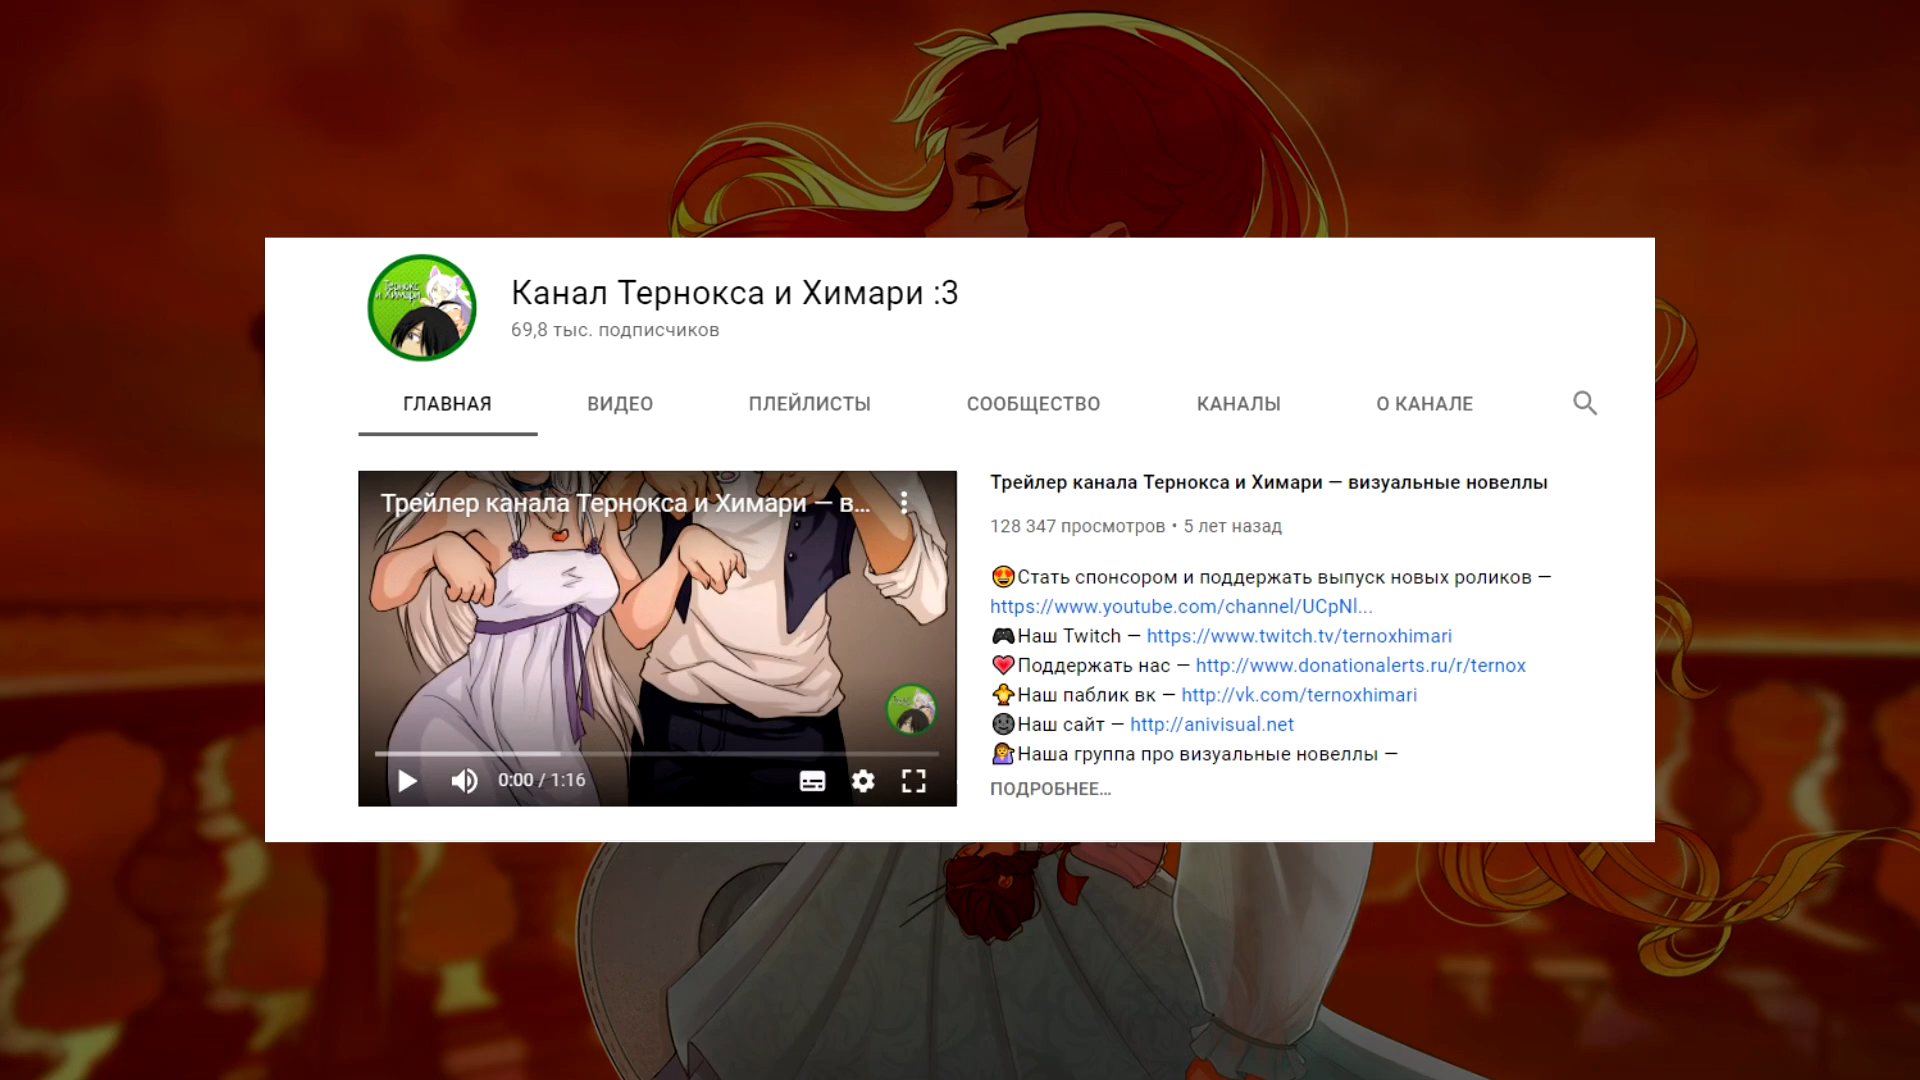 Тернокс
и Химари
Канал Тернокса и Химари :3
69,8 тыс. подписчиков
ГЛАВНАЯ
ВИДЕО
ПЛЕЙЛИСТЫ
СООБЩЕСТВО
КАНАЛЫ
О КАНАЛЕ
Трейлер канала Тернокса и Химари — в...
0:00 / 1:16
Трейлер канала Тернокса и Химари — визуальные новеллы
128 347 просмотров • 5 лет назад
😍Стать спонсором и поддержать выпуск новых роликов —
https://www.youtube.com/channel/UCpNl...
🎮Наш Twitch — https://www.twitch.tv/ternoxhimari
💗Поддержать нас — http://www.donationalerts.ru/r/ternox
🐥Наш паблик вк — http://vk.com/ternoxhimari
🌚Наш сайт — http://anivisual.net
🙋Наша группа про визуальные новеллы —
ПОДРОБНЕЕ...